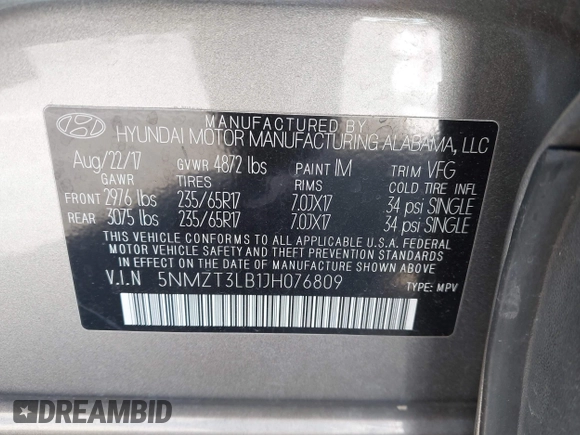 MANUFACTURED BY
HYUNDAI MOTOR MANUFACTURING ALABAMA, LLC
Aug/22/17 GVWR 4872 lbs PAINT IM TRIM VFG
GAWR TIRES RIMS COLD TIRE INFL
FRONT 2976 lbs 235/65R17 7.0JX17 34 psi SINGLE
REAR 3075 lbs 235/65R17 7.0JX17 34 psi SINGLE
THIS VEHICLE CONFORMS TO ALL APPLICABLE U.S.A. FEDERAL
MOTOR VEHICLE SAFETY AND THEFT PREVENTION STANDARDS
IN EFFECT ON THE DATE OF MANUFACTURE SHOWN ABOVE.
V.I.N 5NMZT3LB1JH076809
TYPE: MPV
DREAMBID